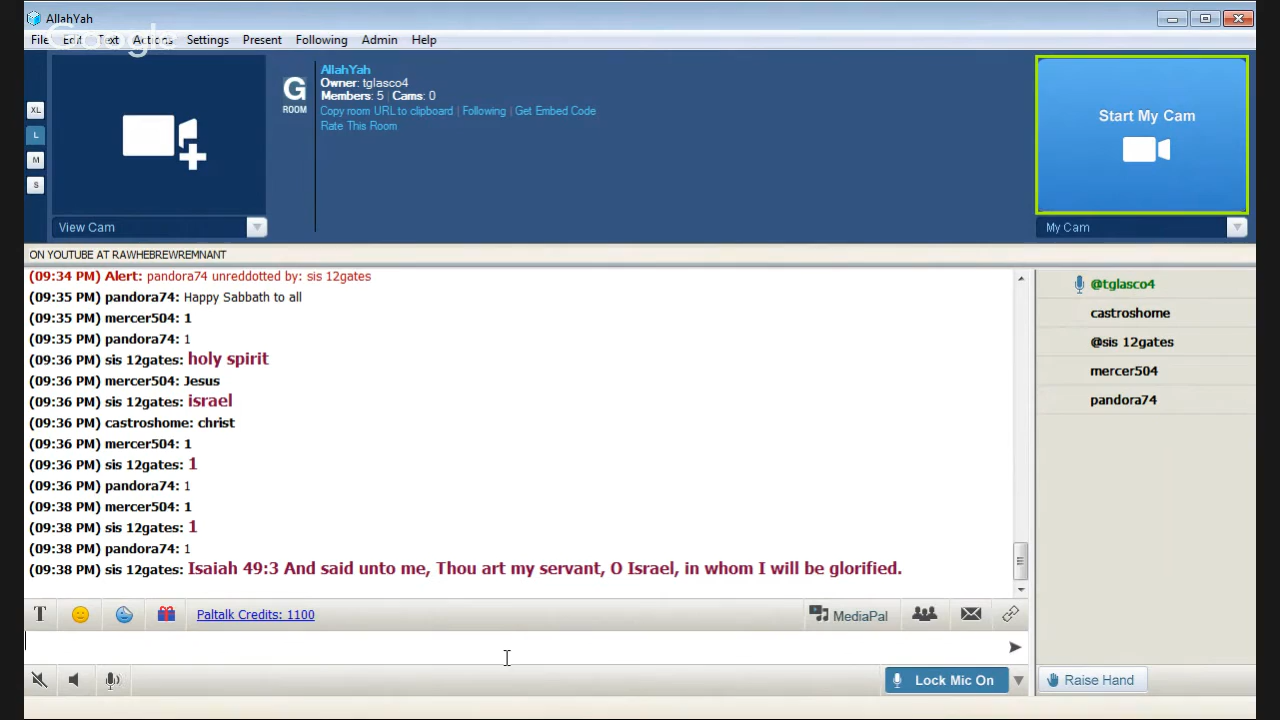 AllahYah
File Edit Text Actions Settings Present Following Admin Help
Google
XL
L
M
S
G
ROOM
AllahYah
Owner: tglasco4
Members: 5 | Cams: 0
Copy room URL to clipboard | Following | Get Embed Code
Rate This Room
Start My Cam
View Cam
My Cam
ON YOUTUBE AT RAWHEBREWREMNANT
(09:34 PM) Alert: pandora74 unreddotted by: sis 12gates
(09:35 PM) pandora74: Happy Sabbath to all
(09:35 PM) mercer504: 1
(09:35 PM) pandora74: 1
(09:36 PM) sis 12gates: holy spirit
(09:36 PM) mercer504: Jesus
(09:36 PM) sis 12gates: israel
(09:36 PM) castroshome: christ
(09:36 PM) mercer504: 1
(09:36 PM) sis 12gates: 1
(09:36 PM) pandora74: 1
(09:38 PM) mercer504: 1
(09:38 PM) sis 12gates: 1
(09:38 PM) pandora74: 1
(09:38 PM) sis 12gates: Isaiah 49:3 And said unto me, Thou art my servant, O Israel, in whom I will be glorified.
@tglasco4
castroshome
@sis 12gates
mercer504
pandora74
T
Paltalk Credits: 1100
MediaPal
Lock Mic On
Raise Hand